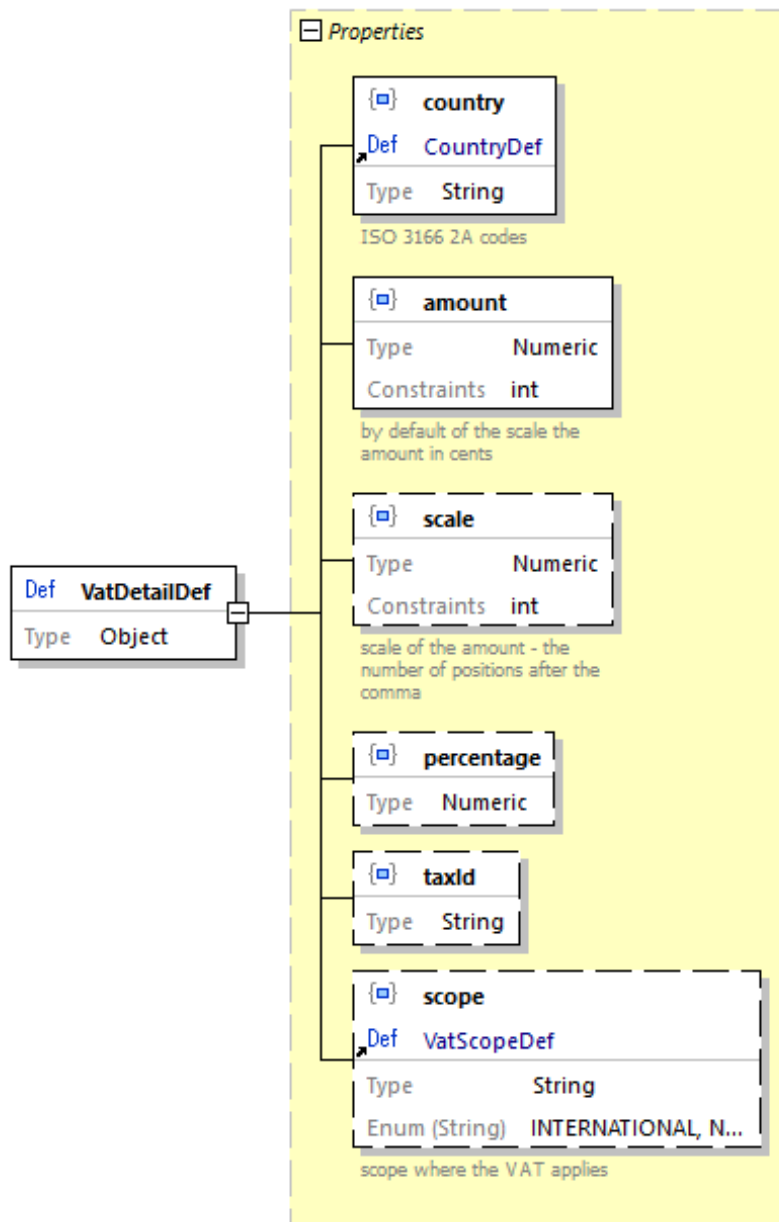 Properties
country
Def CountryDef
Type String
ISO 3166 2A codes
amount
Type Numeric
Constraints int
by default of the scale the
amount in cents
scale
Type Numeric
Constraints int
scale of the amount - the
number of positions after the
comma
Def VatDetailDef
Type Object
percentage
Type Numeric
taxId
Type String
scope
Def VatScopeDef
Type String
Enum (String) INTERNATIONAL, N...
scope where the VAT applies